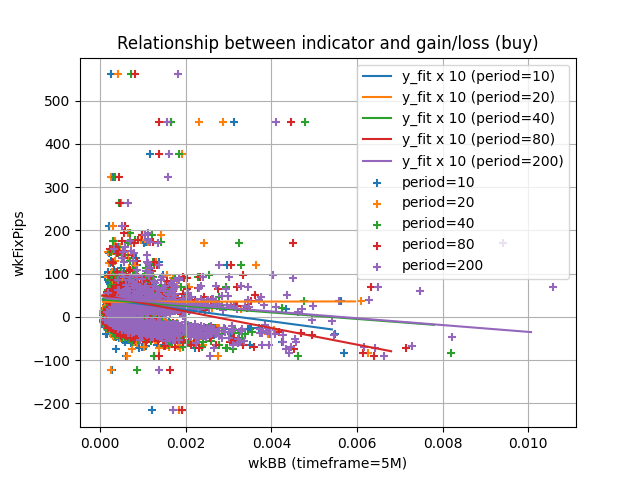 Relationship between indicator and gain/loss (buy)
y_fit x 10 (period=10)
y_fit x 10 (period=20)
y_fit x 10 (period=40)
y_fit x 10 (period=80)
y_fit x 10 (period=200)
period=10
period=20
period=40
period=80
period=200
500
400
300
200
100
0
−100
−200
wkFixPips
0.000
0.002
0.004
0.006
0.008
0.010
wkBB (timeframe=5M)